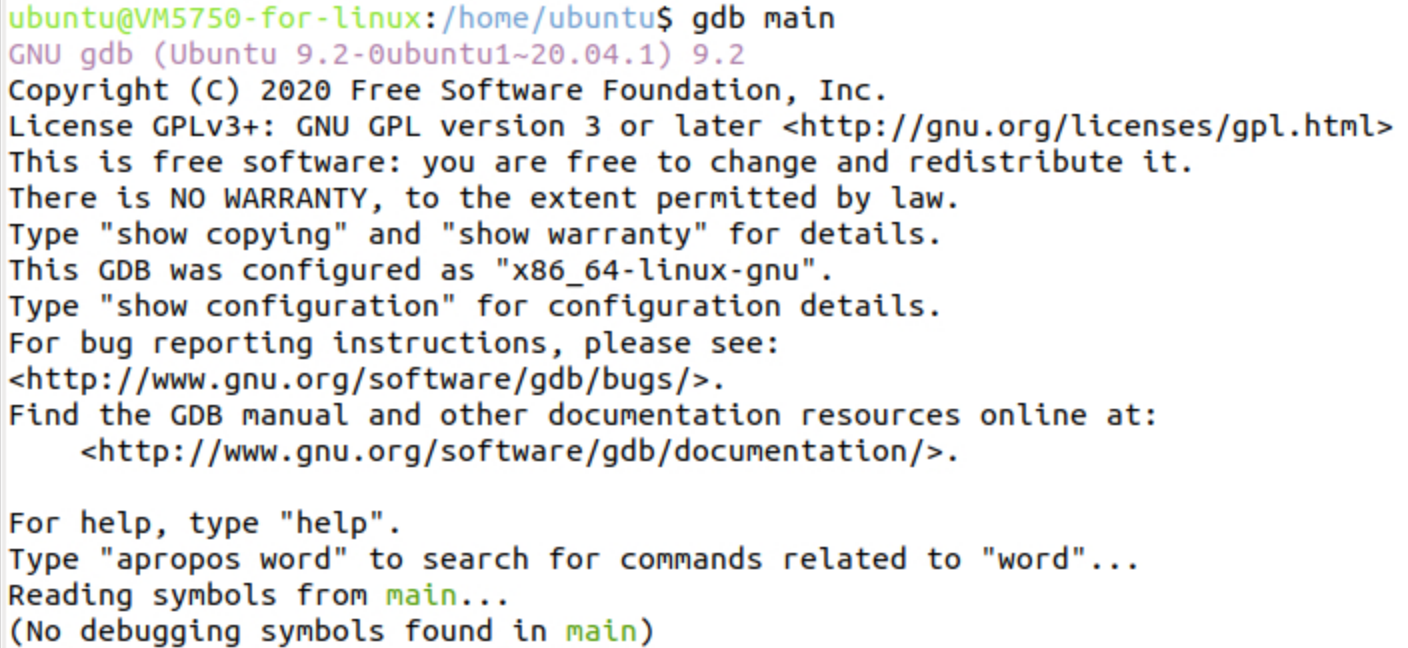 ubuntu@VM5750-for-linux:/home/ubuntu$ gdb main
GNU gdb (Ubuntu 9.2-0ubuntu1~20.04.1) 9.2
Copyright (C) 2020 Free Software Foundation, Inc.
License GPLv3+: GNU GPL version 3 or later <http://gnu.org/licenses/gpl.html>
This is free software: you are free to change and redistribute it.
There is NO WARRANTY, to the extent permitted by law.
Type "show copying" and "show warranty" for details.
This GDB was configured as "x86_64-linux-gnu".
Type "show configuration" for configuration details.
For bug reporting instructions, please see:
<http://www.gnu.org/software/gdb/bugs/>.
Find the GDB manual and other documentation resources online at:
    <http://www.gnu.org/software/gdb/documentation/>.

For help, type "help".
Type "apropos word" to search for commands related to "word"...
Reading symbols from main...
(No debugging symbols found in main)